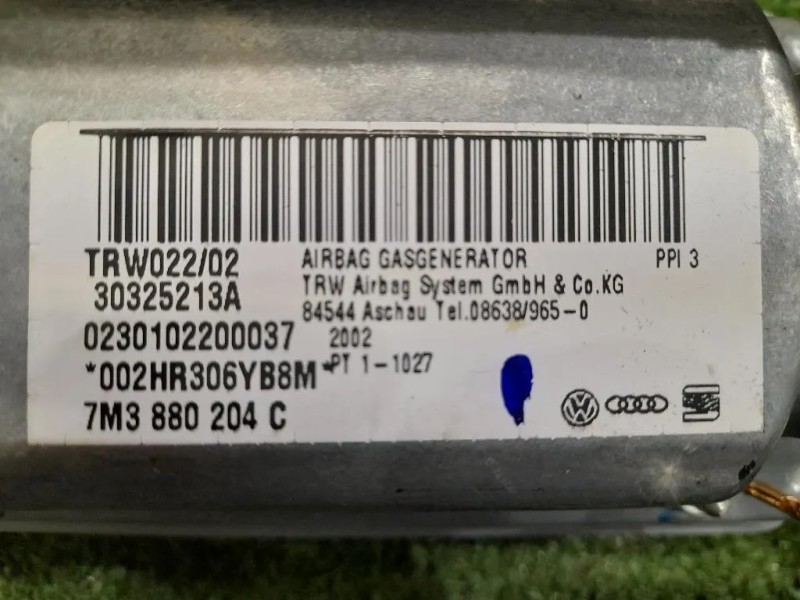 TRW022/02 AIRBAG GASGENERATOR PPI 3
30325213A TRW Airbag System GmbH & Co.KG
84544 Aschau Tel.08638/965-0
0230102200037 2002
*002HR306YB8M* PT 1-1027
7M3 880 204 C